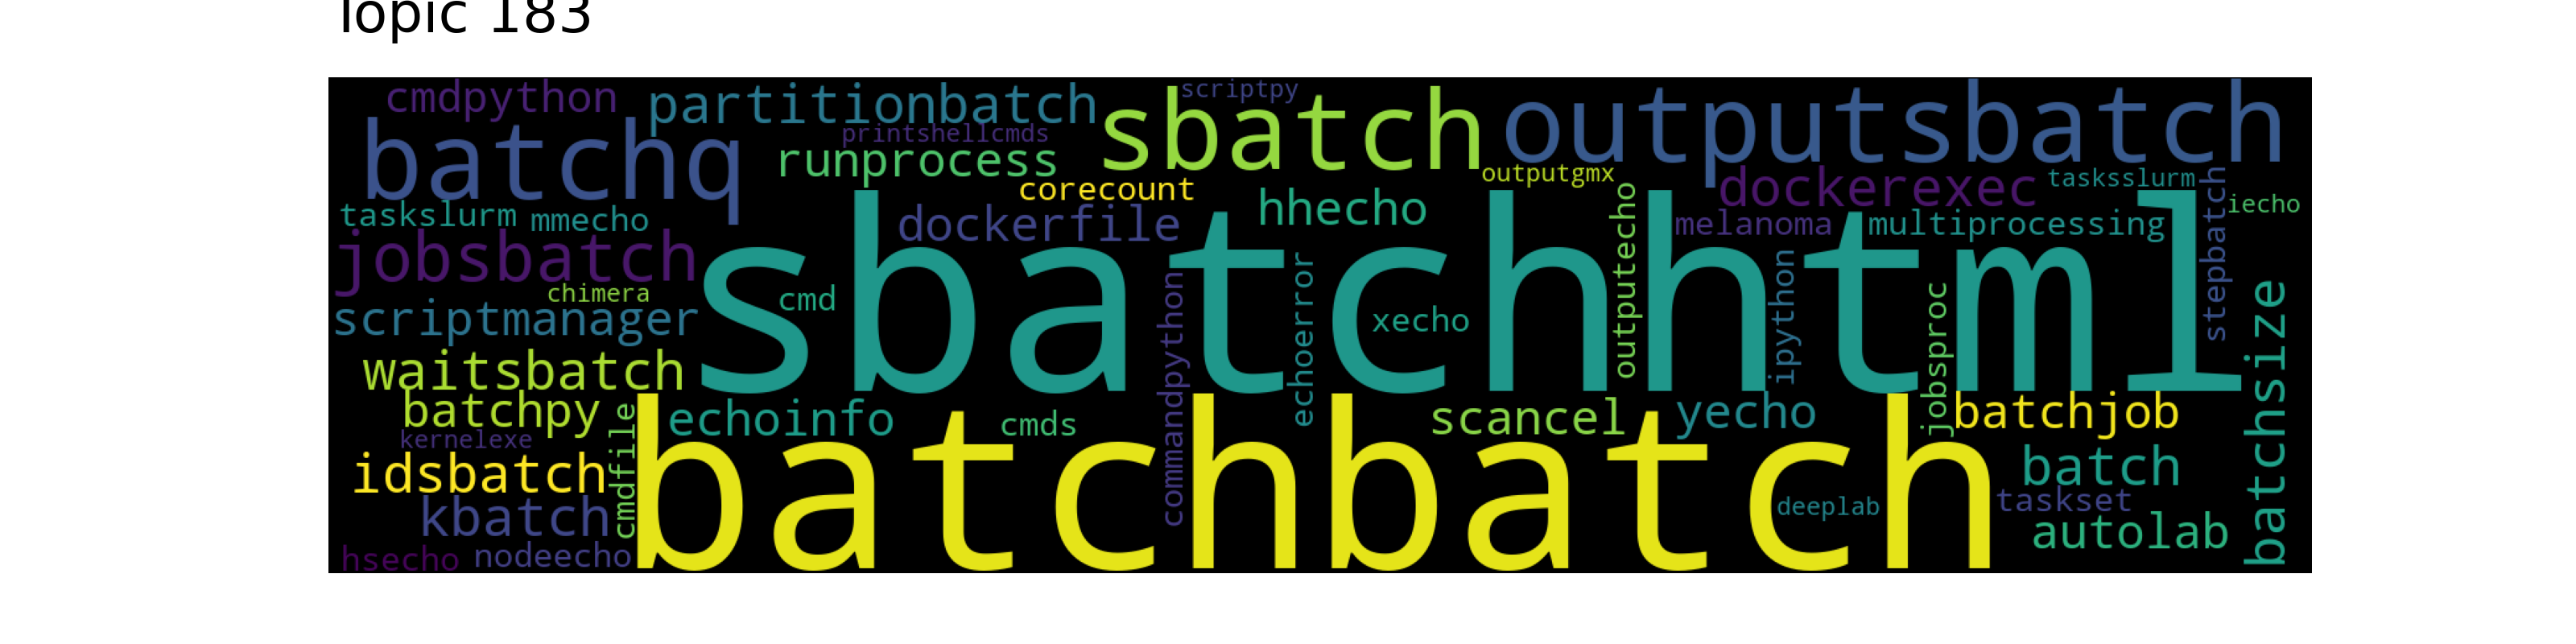 Topic 183
cmdpython
partitionbatch
scriptpy
sbatch
outputsbatch
batchq
printshellcmds
runprocess
outputgmx
corecount
dockerexec
tasksslurm
stepbatch
iecho
taskslurm
mmecho
dockerfile
hhecho
outputecho
melanoma
multiprocessing
jobsbatch
sbatchhtml
chimera
cmd
scriptmanager
commandpython
echoerror
xecho
ipython
jobsproc
batchsize
waitsbatch
batchpy
cmdfile
echoinfo
cmds
scancel
yecho
batchjob
kernelexe
batchbatch
idsbatch
batch
kbatch
deeplab
taskset
autolab
hsecho
nodeecho